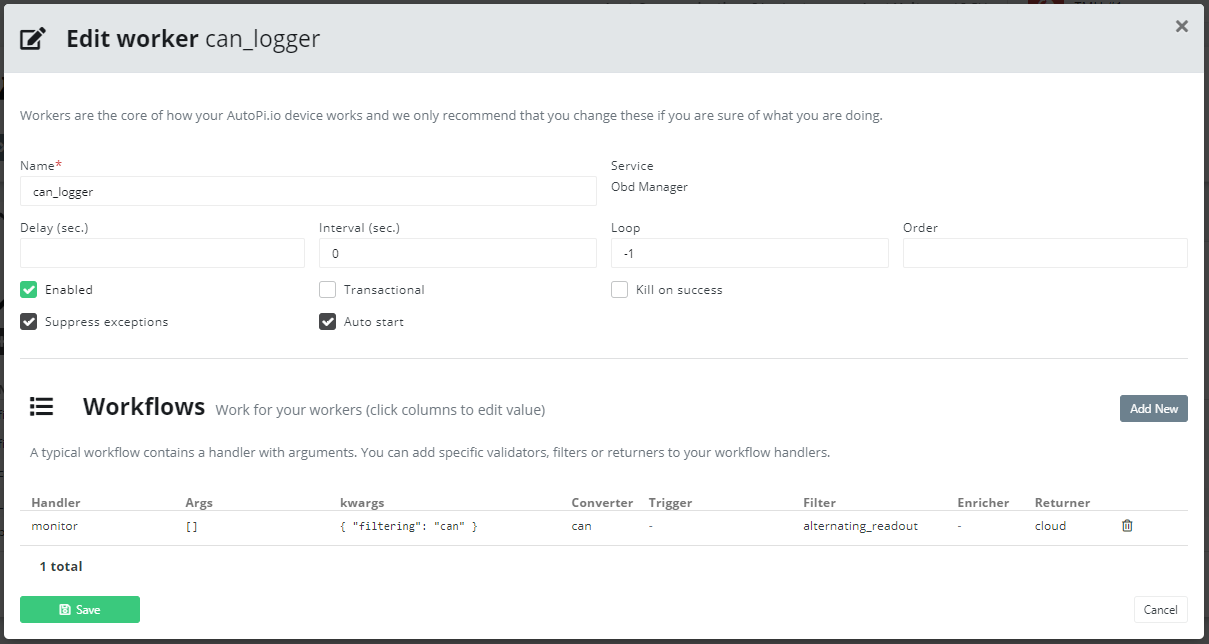 Edit worker can_logger
Workers are the core of how your AutoPi.io device works and we only recommend that you change these if you are sure of what you are doing.
Name* Service
can_logger Obd Manager
Delay (sec.) Interval (sec.) Loop Order
0 -1
Enabled Transactional Kill on success
Suppress exceptions Auto start
Workflows Work for your workers (click columns to edit value) Add New
A typical workflow contains a handler with arguments. You can add specific validators, filters or returners to your workflow handlers.
Handler Args kwargs Converter Trigger Filter Enricher Returner
monitor [] { "filtering": "can" } can - alternating_readout - cloud
1 total
Save Cancel